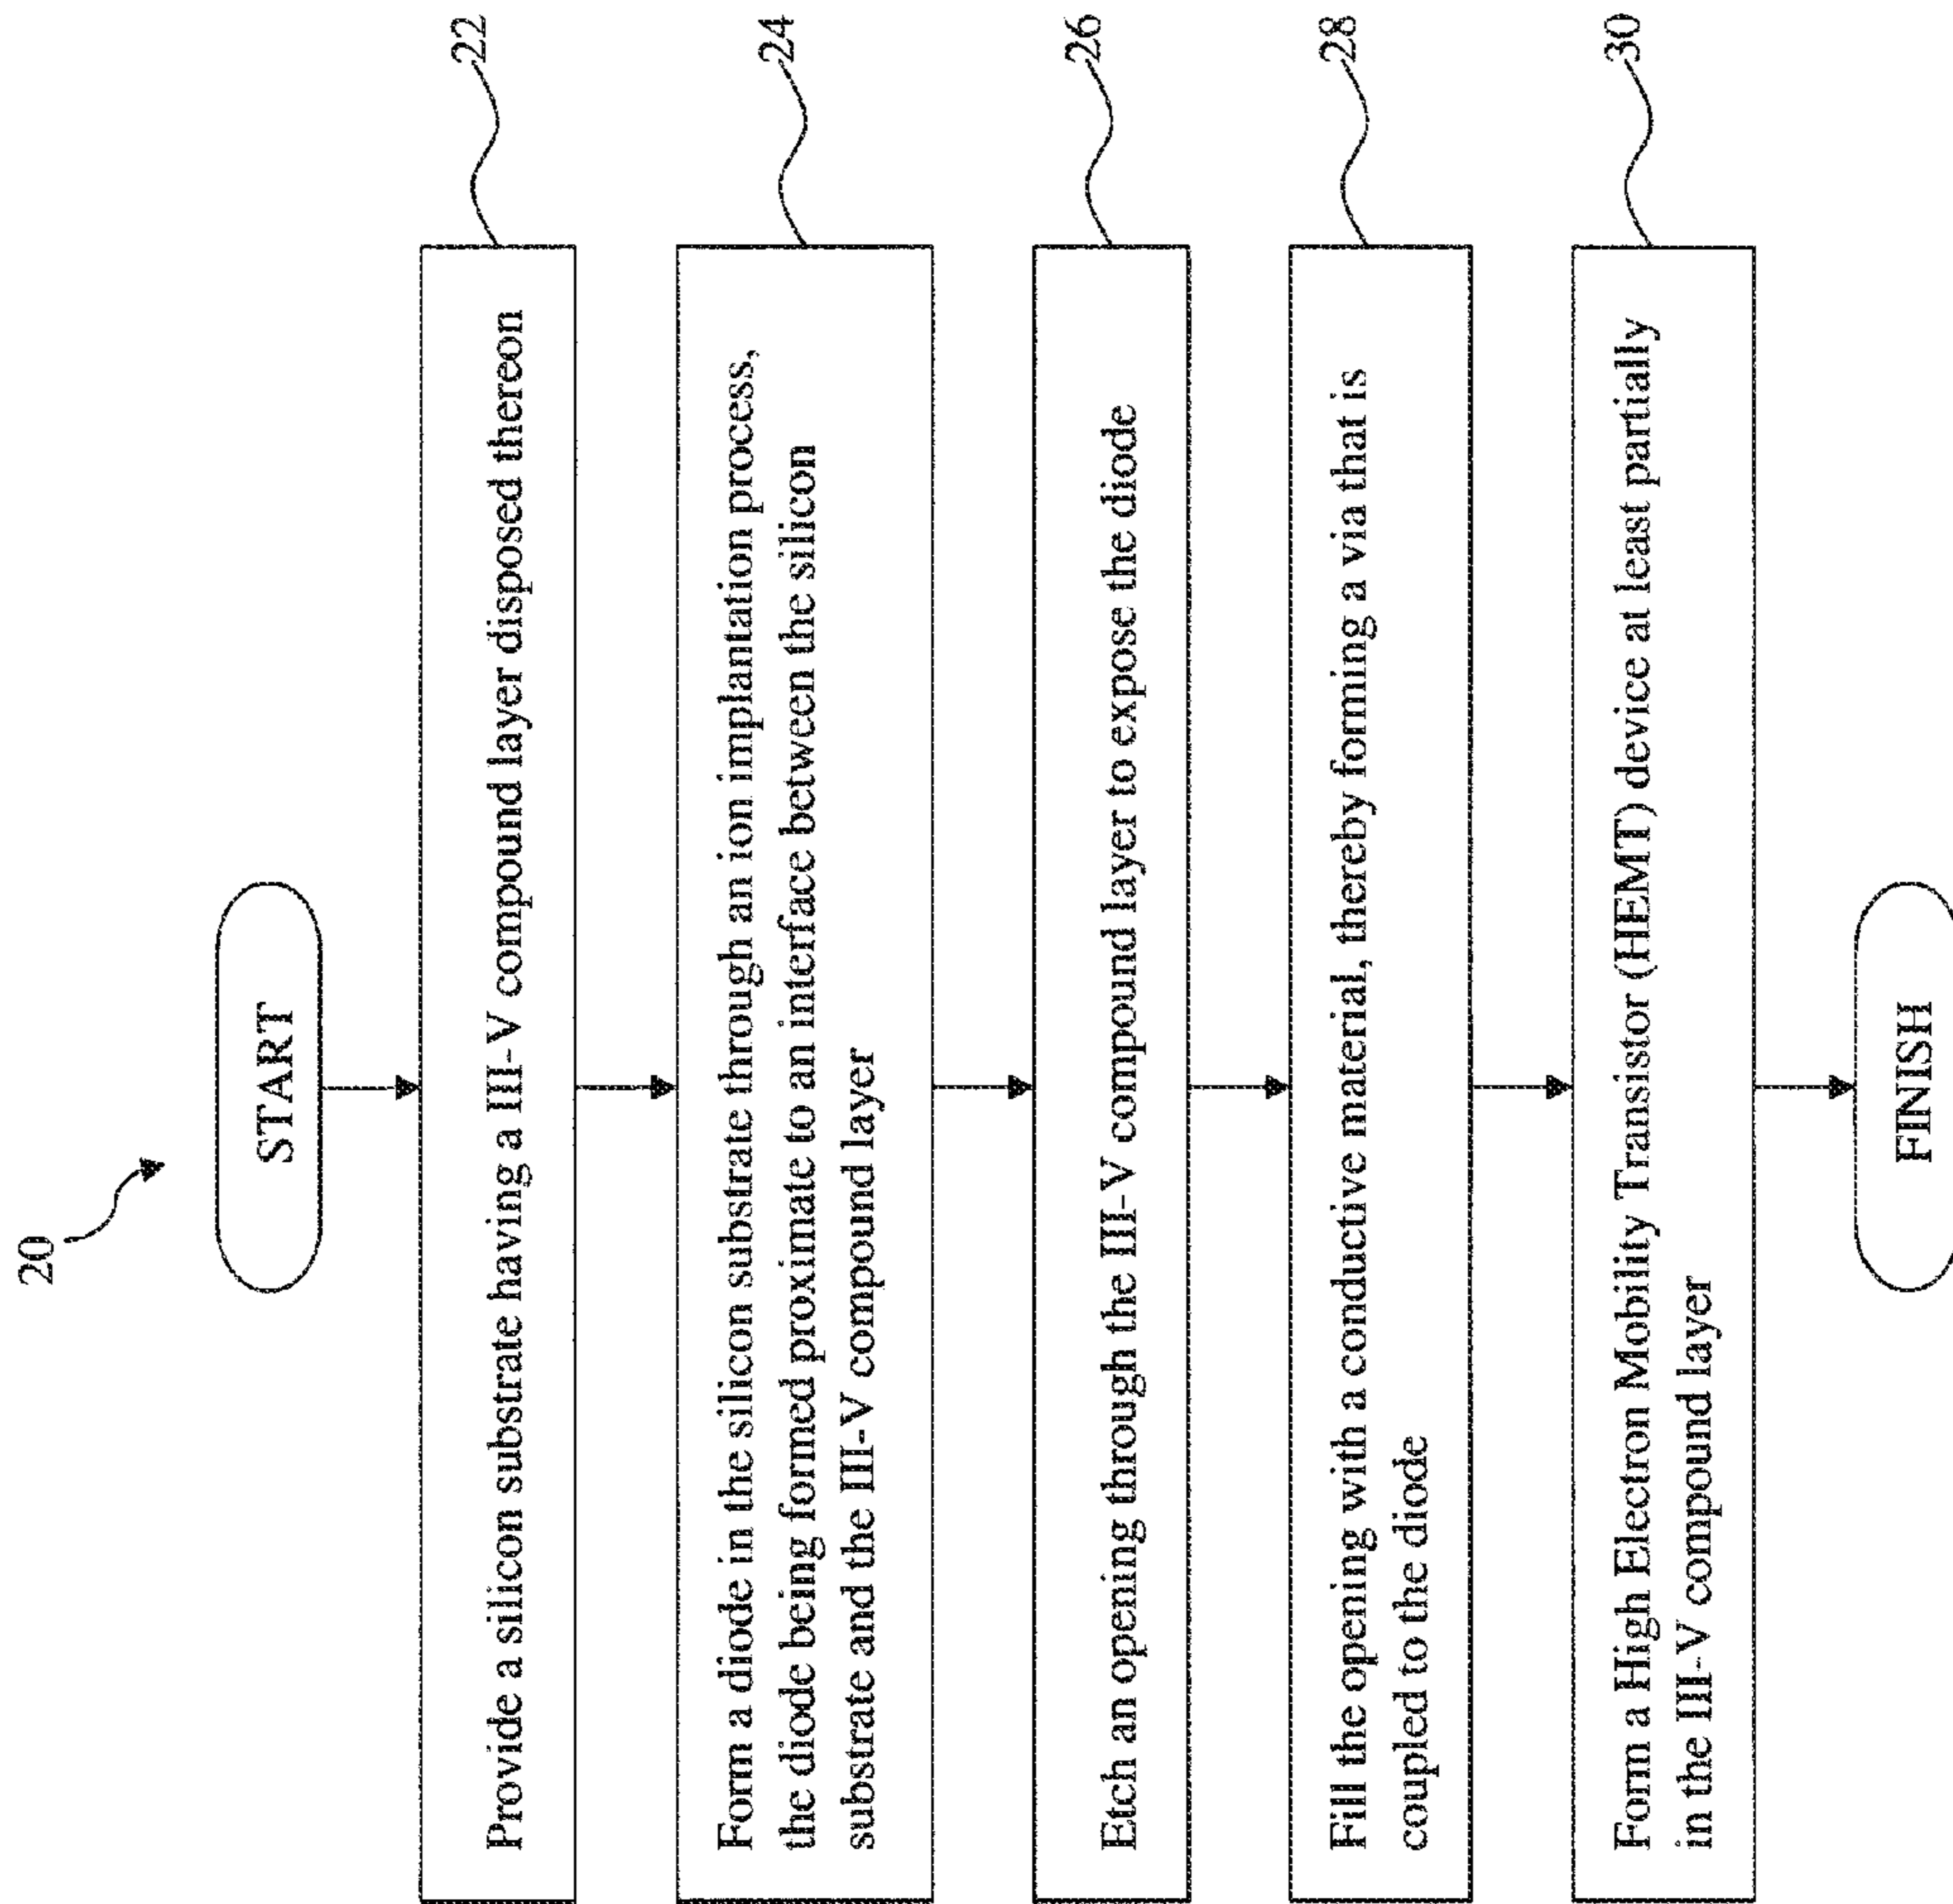 20
START
Provide a silicon substrate having a III-V compound layer disposed thereon
22
Form a diode in the silicon substrate through an ion implantation process,
the diode being formed proximate to an interface between the silicon
substrate and the III-V compound layer
24
Etch an opening through the III-V compound layer to expose the diode
26
Fill the opening with a conductive material, thereby forming a via that is
coupled to the diode
28
Form a High Electron Mobility Transistor (HEMT) device at least partially
in the III-V compound layer
30
FINISH